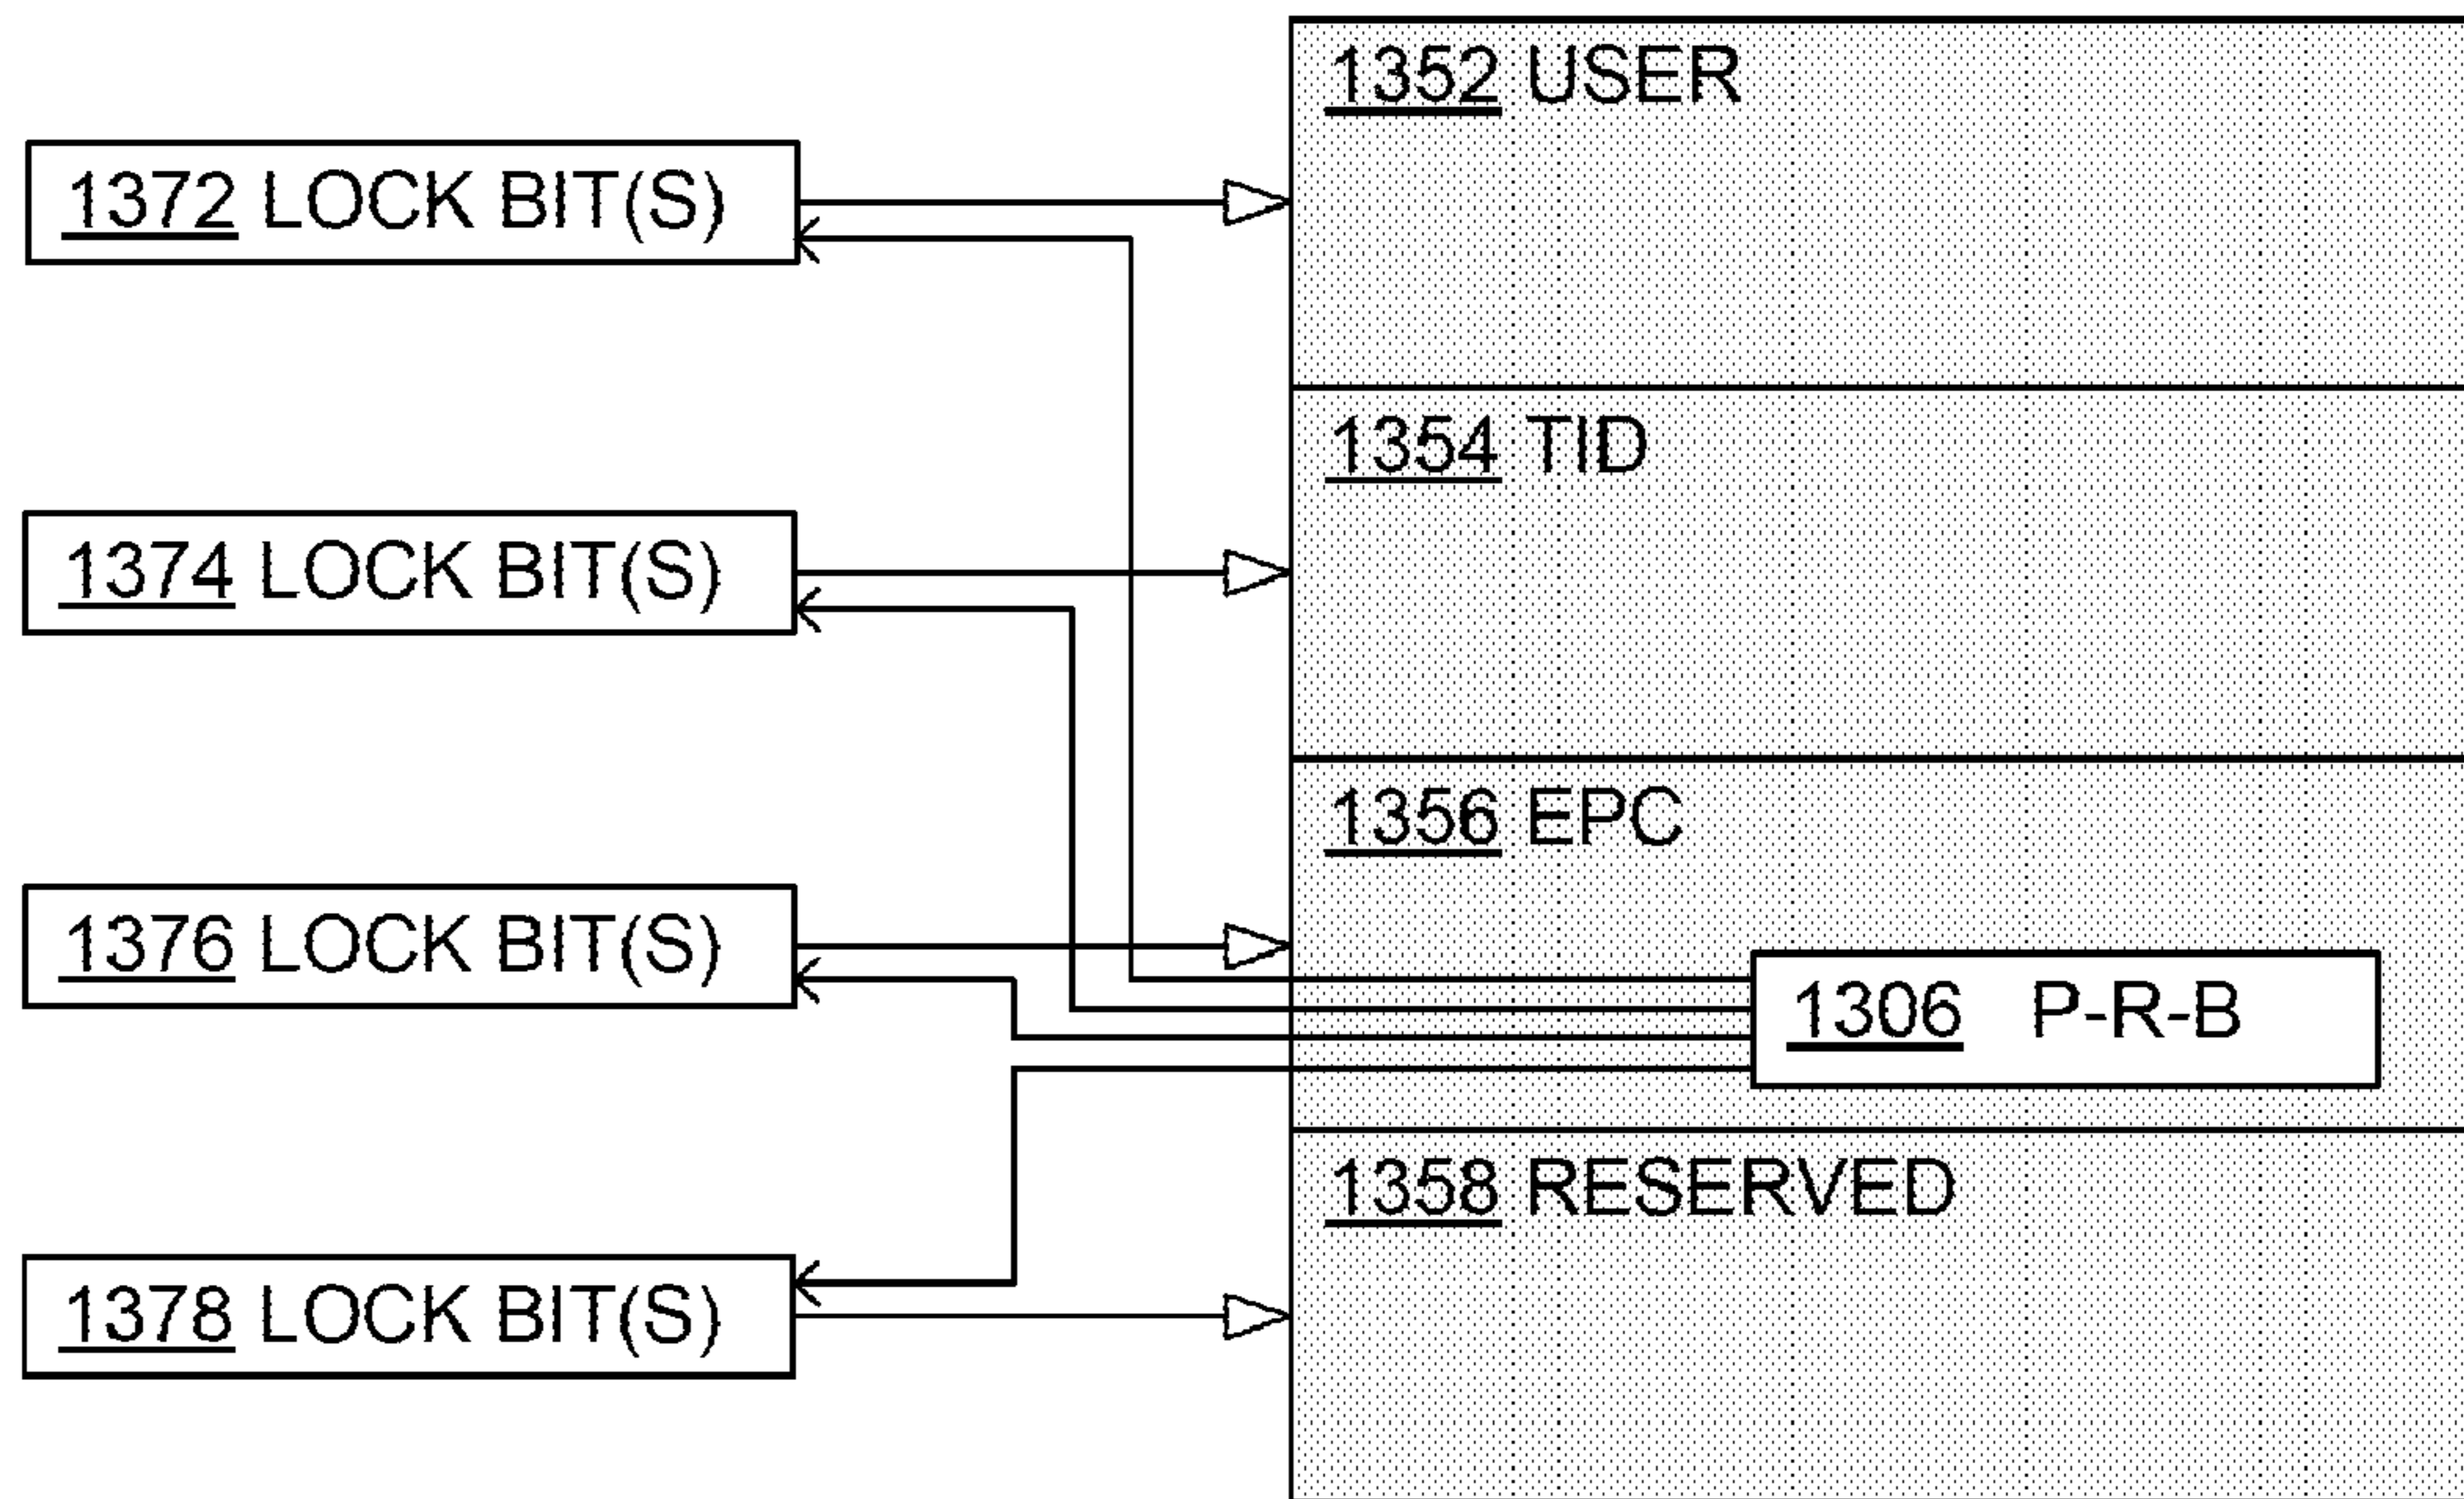 1352 USER
1372 LOCK BIT(S)
1354 TID
1374 LOCK BIT(S)
1356 EPC
1376 LOCK BIT(S)
1306 P-R-B
1358 RESERVED
1378 LOCK BIT(S)